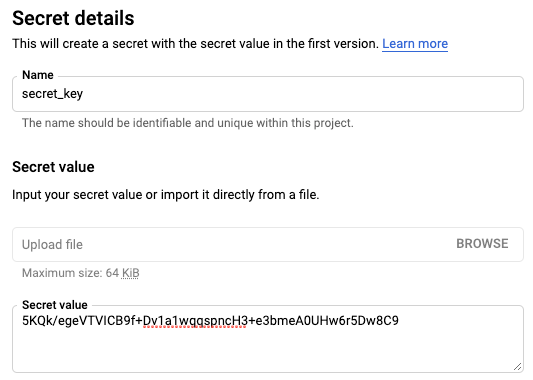 Secret details
This will create a secret with the secret value in the first version. Learn more
Name
secret_key
The name should be identifiable and unique within this project.
Secret value
Input your secret value or import it directly from a file.
Upload file
BROWSE
Maximum size: 64 KiB
Secret value
5KQk/egeVTVICB9f+Dv1a1wqgspncH3+e3bmeA0UHw6r5Dw8C9